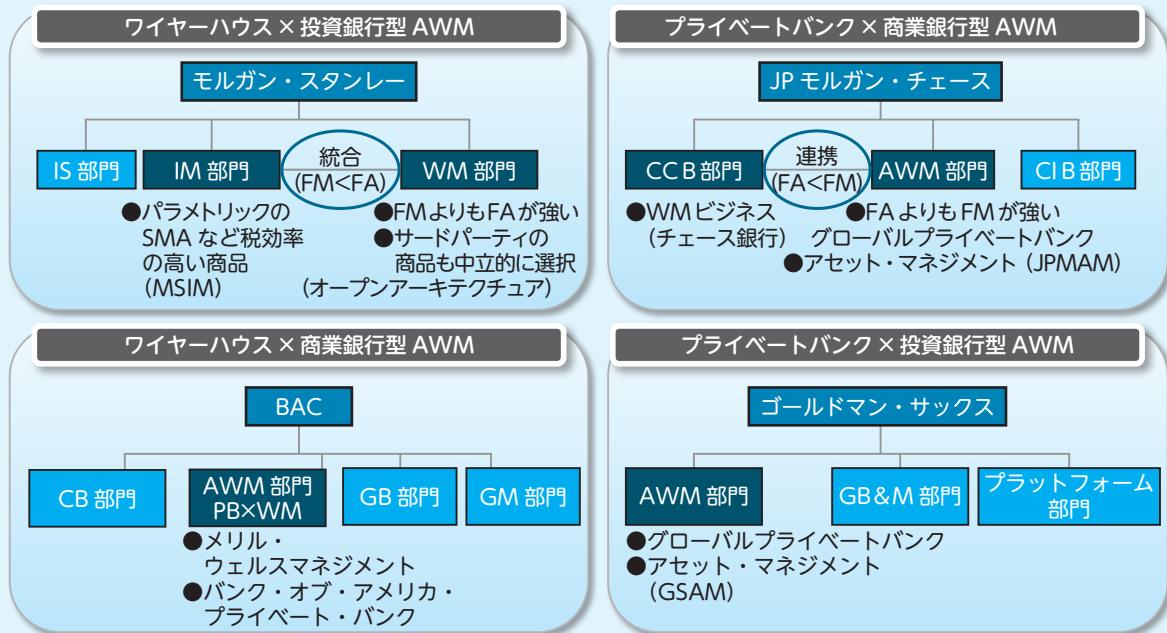 ワイヤーハウス×投資銀行型 AWM
モルガン・スタンレー
IS 部門
IM 部門
統合
(FM<FA)
WM 部門
●パラメトリックの
SMA など税効率
の高い商品
(MSIM)
●FM よりも FA が強い
●サードパーティの
商品も中立的に選択
(オープンアーキテクチュア)
プライベートバンク×商業銀行型 AWM
JP モルガン・チェース
CCB 部門
連携
(FA<FM)
AWM 部門
CIB 部門
●WM ビジネス
(チェース銀行)
●FA よりも FM が強い
グローバルプライベートバンク
●アセット・マネジメント (JPMAM)
ワイヤーハウス×商業銀行型 AWM
BAC
CB 部門
AWM 部門
PB×WM
GB 部門
GM 部門
●メリル・
ウェルスマネジメント
●バンク・オブ・アメリカ・
プライベート・バンク
プライベートバンク×投資銀行型 AWM
ゴールドマン・サックス
AWM 部門
GB&M 部門
プラットフォーム
部門
●グローバルプライベートバンク
●アセット・マネジメント
(GSAM)